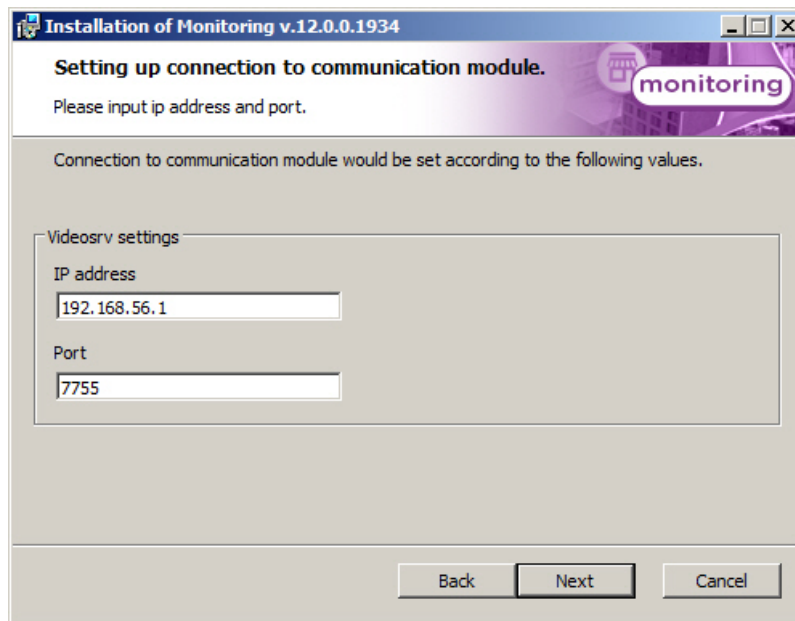 Installation of Monitoring v.12.0.0.1934
Setting up connection to communication module.
Please input ip address and port.
monitoring
Connection to communication module would be set according to the following values.
Videosrv settings
IP address
192.168.56.1
Port
7755
Back Next Cancel